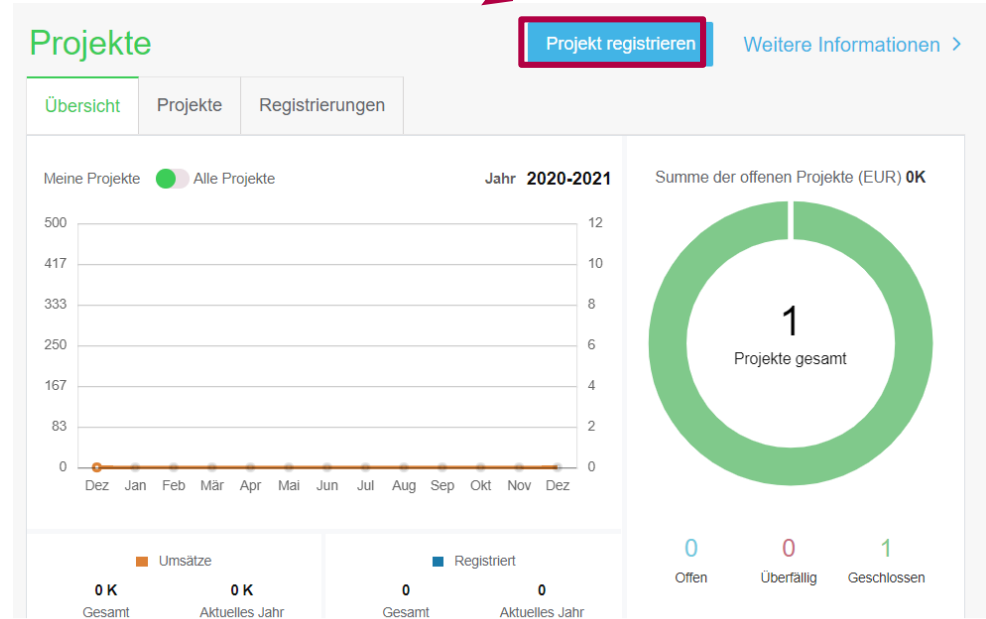 Projekte
Projekt registrieren
Weitere Informationen >
Übersicht
Projekte
Registrierungen
Meine Projekte
Alle Projekte
Jahr 2020-2021
500
417
333
250
167
83
0
12
10
8
6
4
2
0
Dez Jan Feb Mär Apr Mai Jun Jul Aug Sep Okt Nov Dez
Summe der offenen Projekte (EUR) 0K
1
Projekte gesamt
0 0 1
Offen Überfällig Geschlossen
Umsätze
0 K 0 K
Gesamt Aktuelles Jahr
Registriert
0 0
Gesamt Aktuelles Jahr